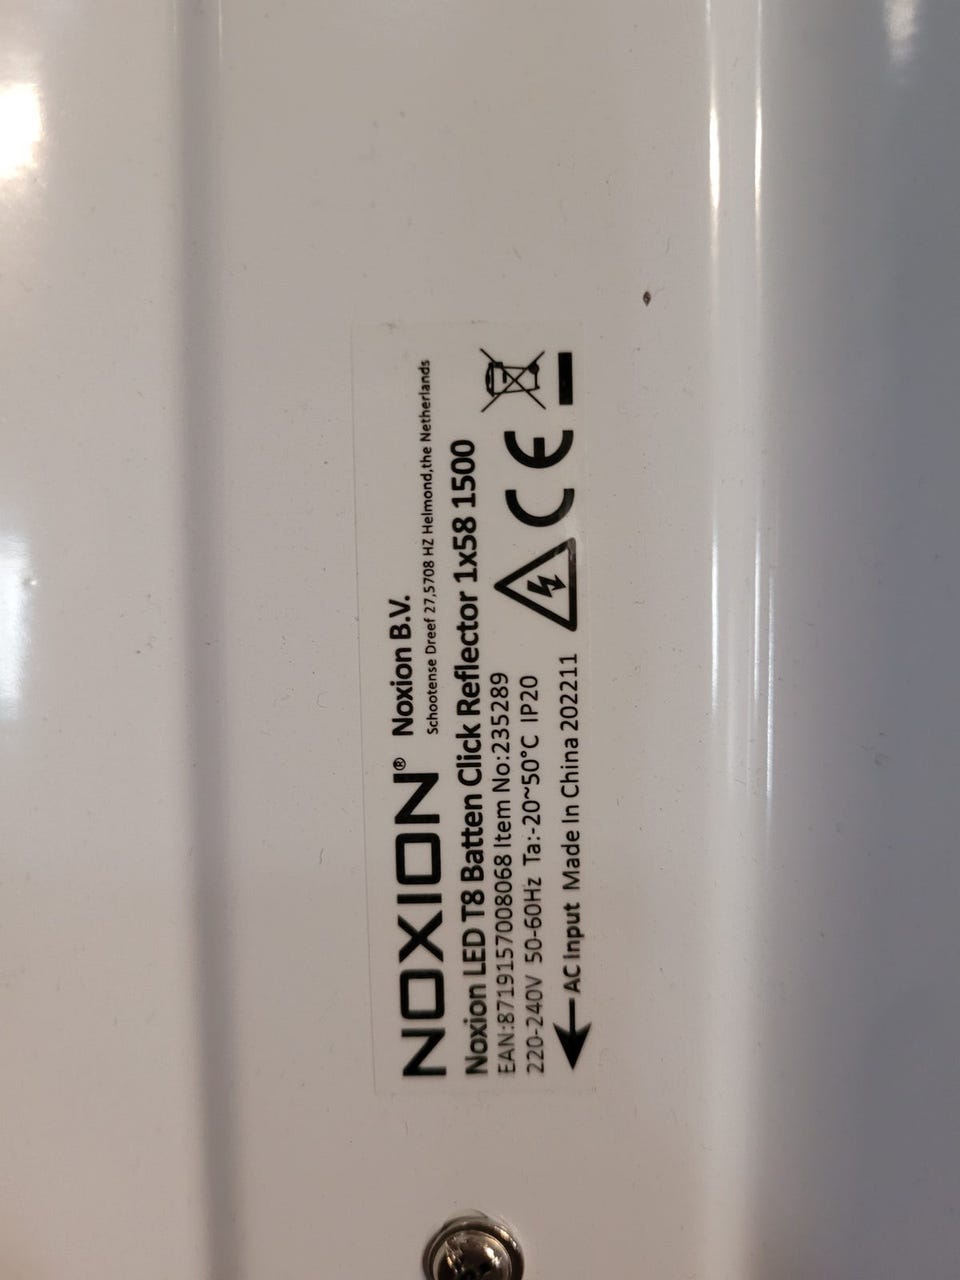 NOXION® Noxion B.V.
Schootense Dreef 27,5708 HZ Helmond,the Netherlands
Noxion LED T8 Batten Click Reflector 1x58 1500
EAN:8719157008068 Item No:235289
220-240V 50-60Hz Ta:-20~50°C IP20
AC Input Made In China 202211
CE